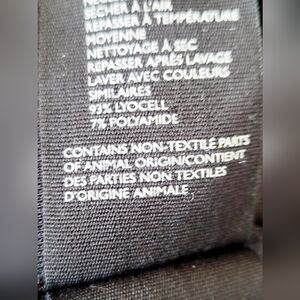 SÉCHER À L'AIR
REPASSER À TEMPÉRATURE
MOYENNE
NETTOYAGE À SEC
REPASSER APRÈS LAVAGE
LAVER AVEC COULEURS
SIMILAIRES
93% LYOCELL
7% POLYAMIDE
CONTAINS NON-TEXTILE PARTS
OF ANIMAL ORIGIN/CONTIENT
DES PARTIES NON TEXTILES
D'ORIGINE ANIMALE